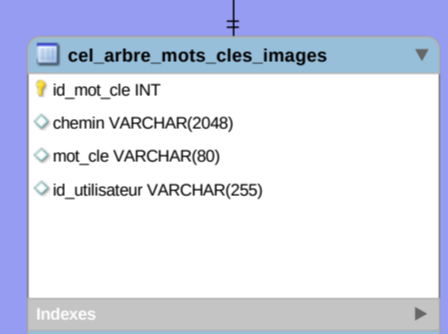 cel_arbre_mots_cles_images
id_mot_cle INT
chemin VARCHAR(2048)
mot_cle VARCHAR(80)
id_utilisateur VARCHAR(255)
Indexes